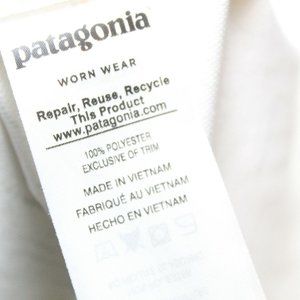 patagonia
WORN WEAR
Repair, Reuse, Recycle
This Product
www.patagonia.com
100% POLYESTER
EXCLUSIVE OF TRIM
MADE IN VIETNAM
FABRIQUÉ AU VIETNAM
HECHO EN VIETNAM